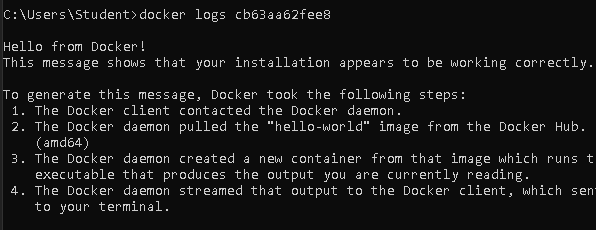 C:\Users\Student>docker logs cb63aa62fee8
Hello from Docker!
This message shows that your installation appears to be working correctly.
To generate this message, Docker took the following steps:
1. The Docker client contacted the Docker daemon.
2. The Docker daemon pulled the "hello-world" image from the Docker Hub.
(amd64)
3. The Docker daemon created a new container from that image which runs
executable that produces the output you are currently reading.
4. The Docker daemon streamed that output to the Docker client, which
to your terminal.